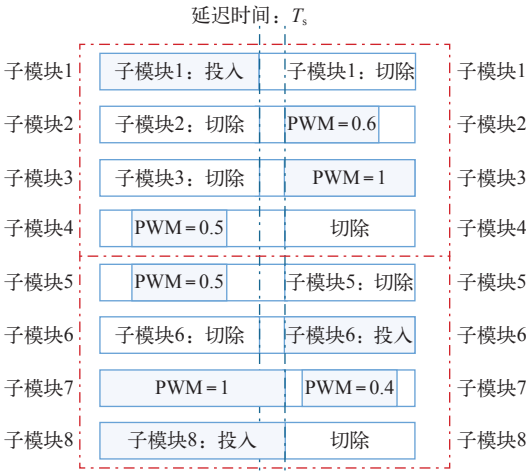 延迟时间：Ts
子模块1 子模块1：投入 子模块1：切除 子模块1
子模块2 子模块2：切除 PWM=0.6 子模块2
子模块3 子模块3：切除 PWM=1 子模块3
子模块4 PWM=0.5 切除 子模块4
子模块5 PWM=0.5 子模块5：切除 子模块5
子模块6 子模块6：切除 子模块6：投入 子模块6
子模块7 PWM=1 PWM=0.4 子模块7
子模块8 子模块8：投入 切除 子模块8